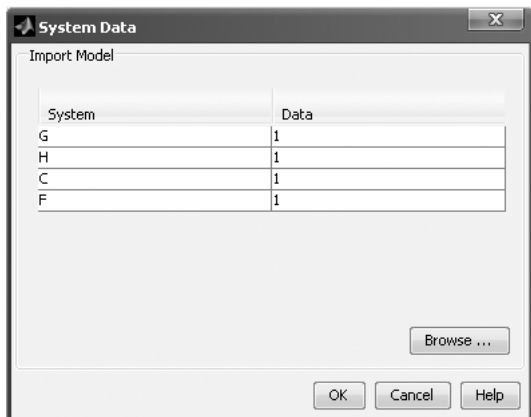 System Data
Import Model
System Data
G 1
H 1
C 1
F 1
Browse ...
OK Cancel Help